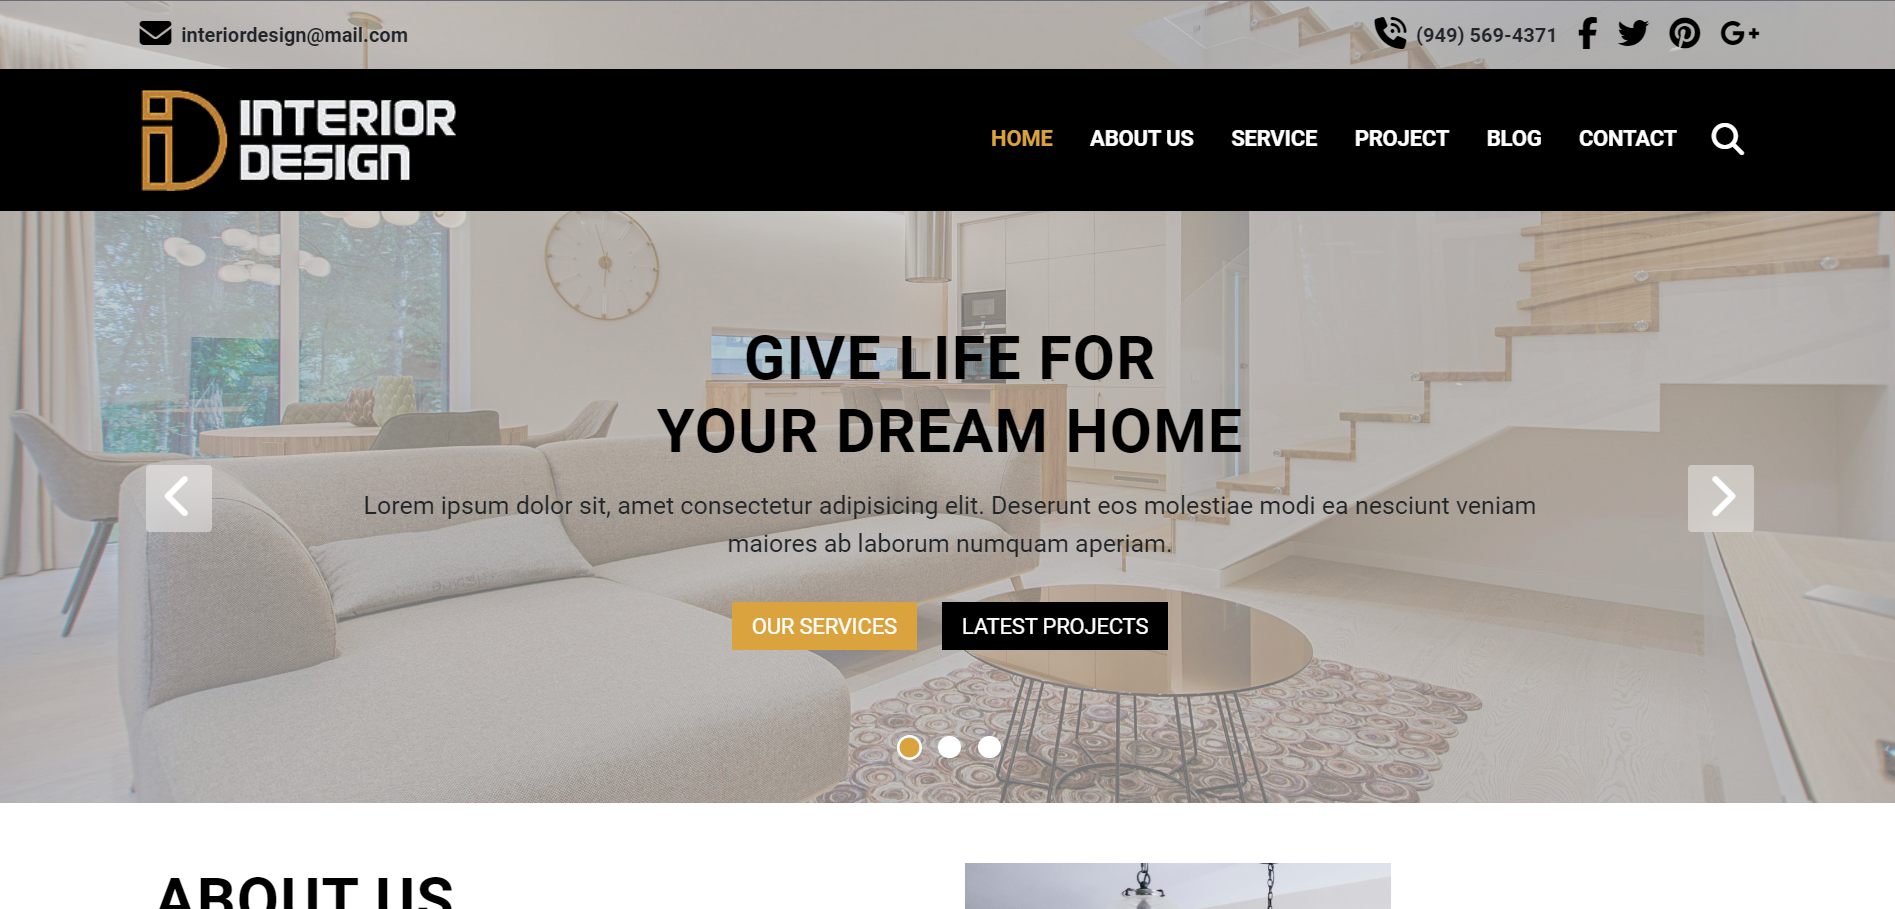 interiordesign@mail.com
(949) 569-4371
INTERIOR
DESIGN
HOME ABOUT US SERVICE PROJECT BLOG CONTACT
GIVE LIFE FOR
YOUR DREAM HOME
Lorem ipsum dolor sit, amet consectetur adipisicing elit. Deserunt eos molestiae modi ea nesciunt veniam
maiores ab laborum numquam aperiam.
OUR SERVICES LATEST PROJECTS
ABOUT US